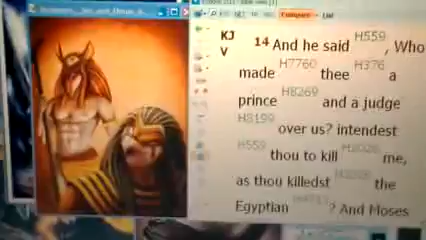 KJ
V
14 And he said H559 , Who
made H7760 thee H376 a
prince H8269 and a judge
H8199 over us? intendest
H559 thou to kill me,
as thou killedst the
Egyptian ? And Moses